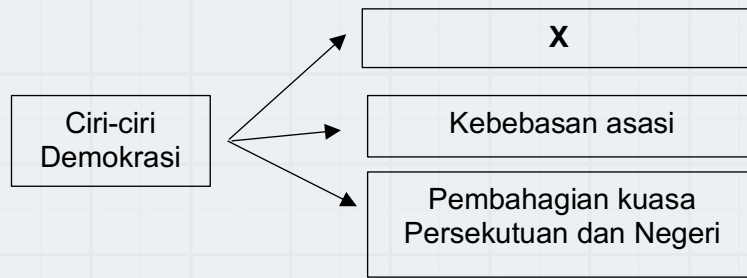 X
Ciri-ciri
Demokrasi
Kebebasan asasi
Pembahagian kuasa
Persekutuan dan Negeri